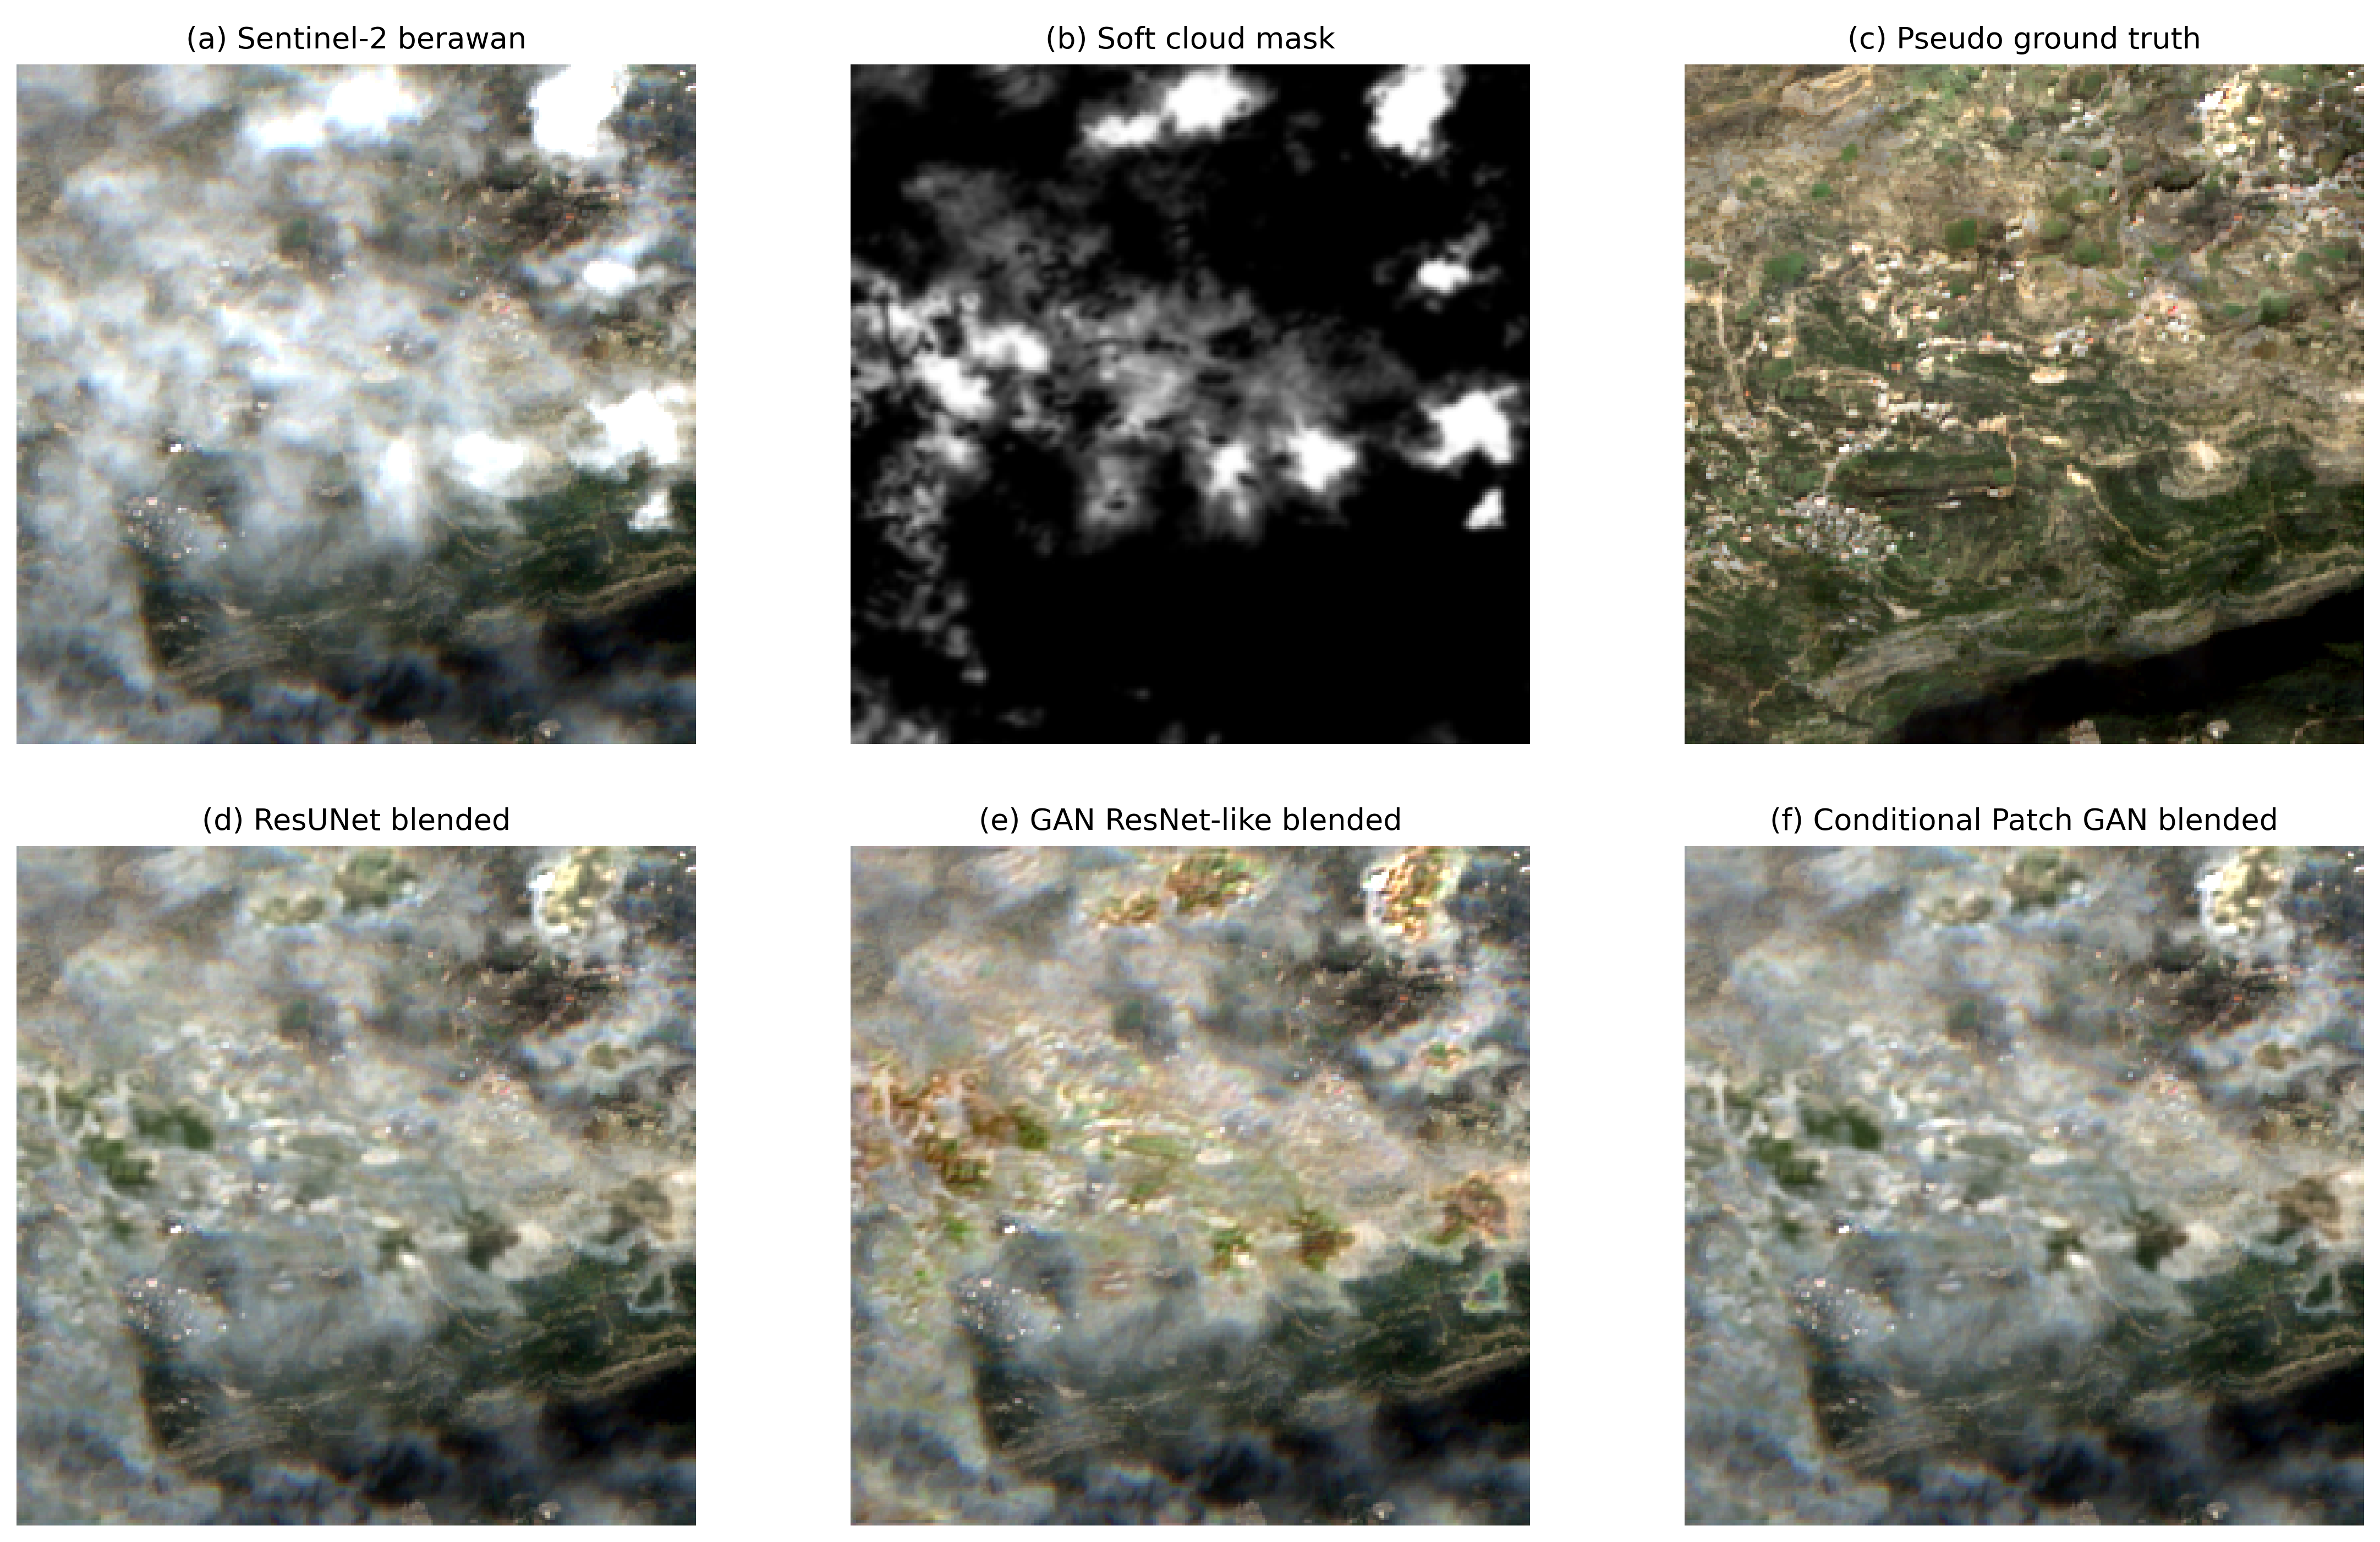 (a) Sentinel-2 berawan
(b) Soft cloud mask
(c) Pseudo ground truth
(d) ResUNet blended
(e) GAN ResNet-like blended
(f) Conditional Patch GAN blended